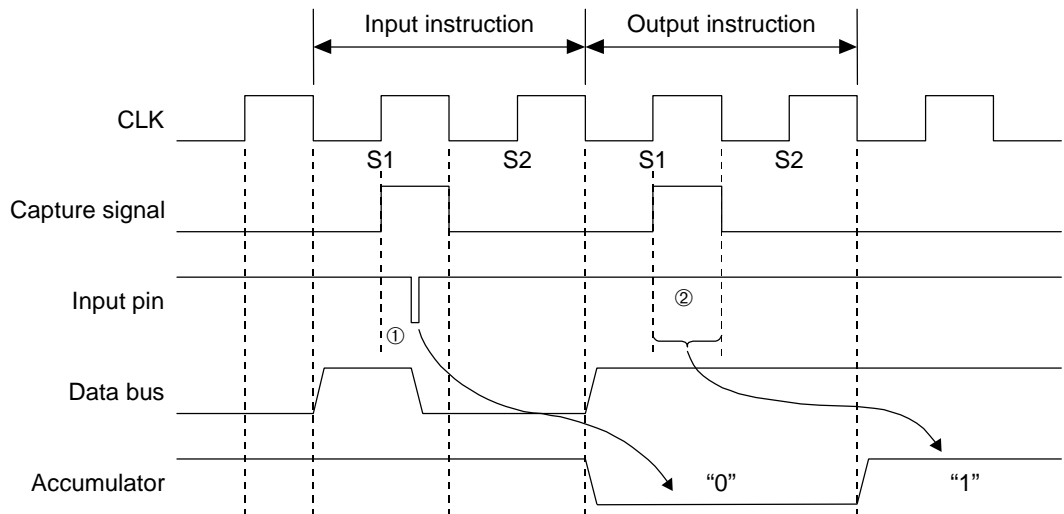 Input instruction Output instruction
CLK
S1 S2 S1 S2
Capture signal
Input pin
②
①
Data bus
Accumulator
“0” “1”